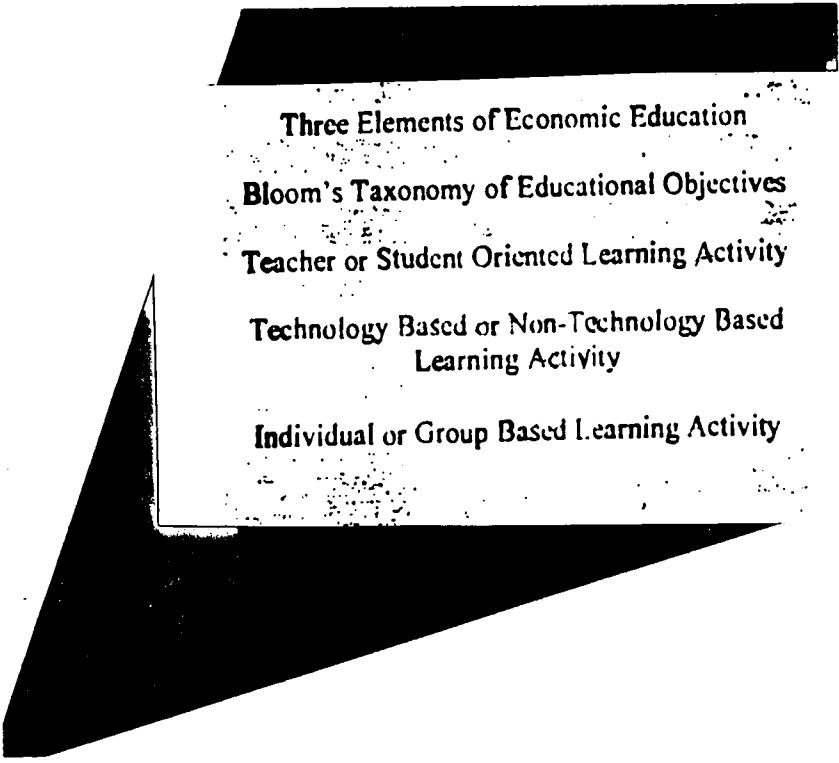 Three Elements of Economic Education
Bloom's Taxonomy of Educational Objectives
Teacher or Student Oriented Learning Activity
Technology Based or Non-Technology Based
Learning Activity
Individual or Group Based Learning Activity